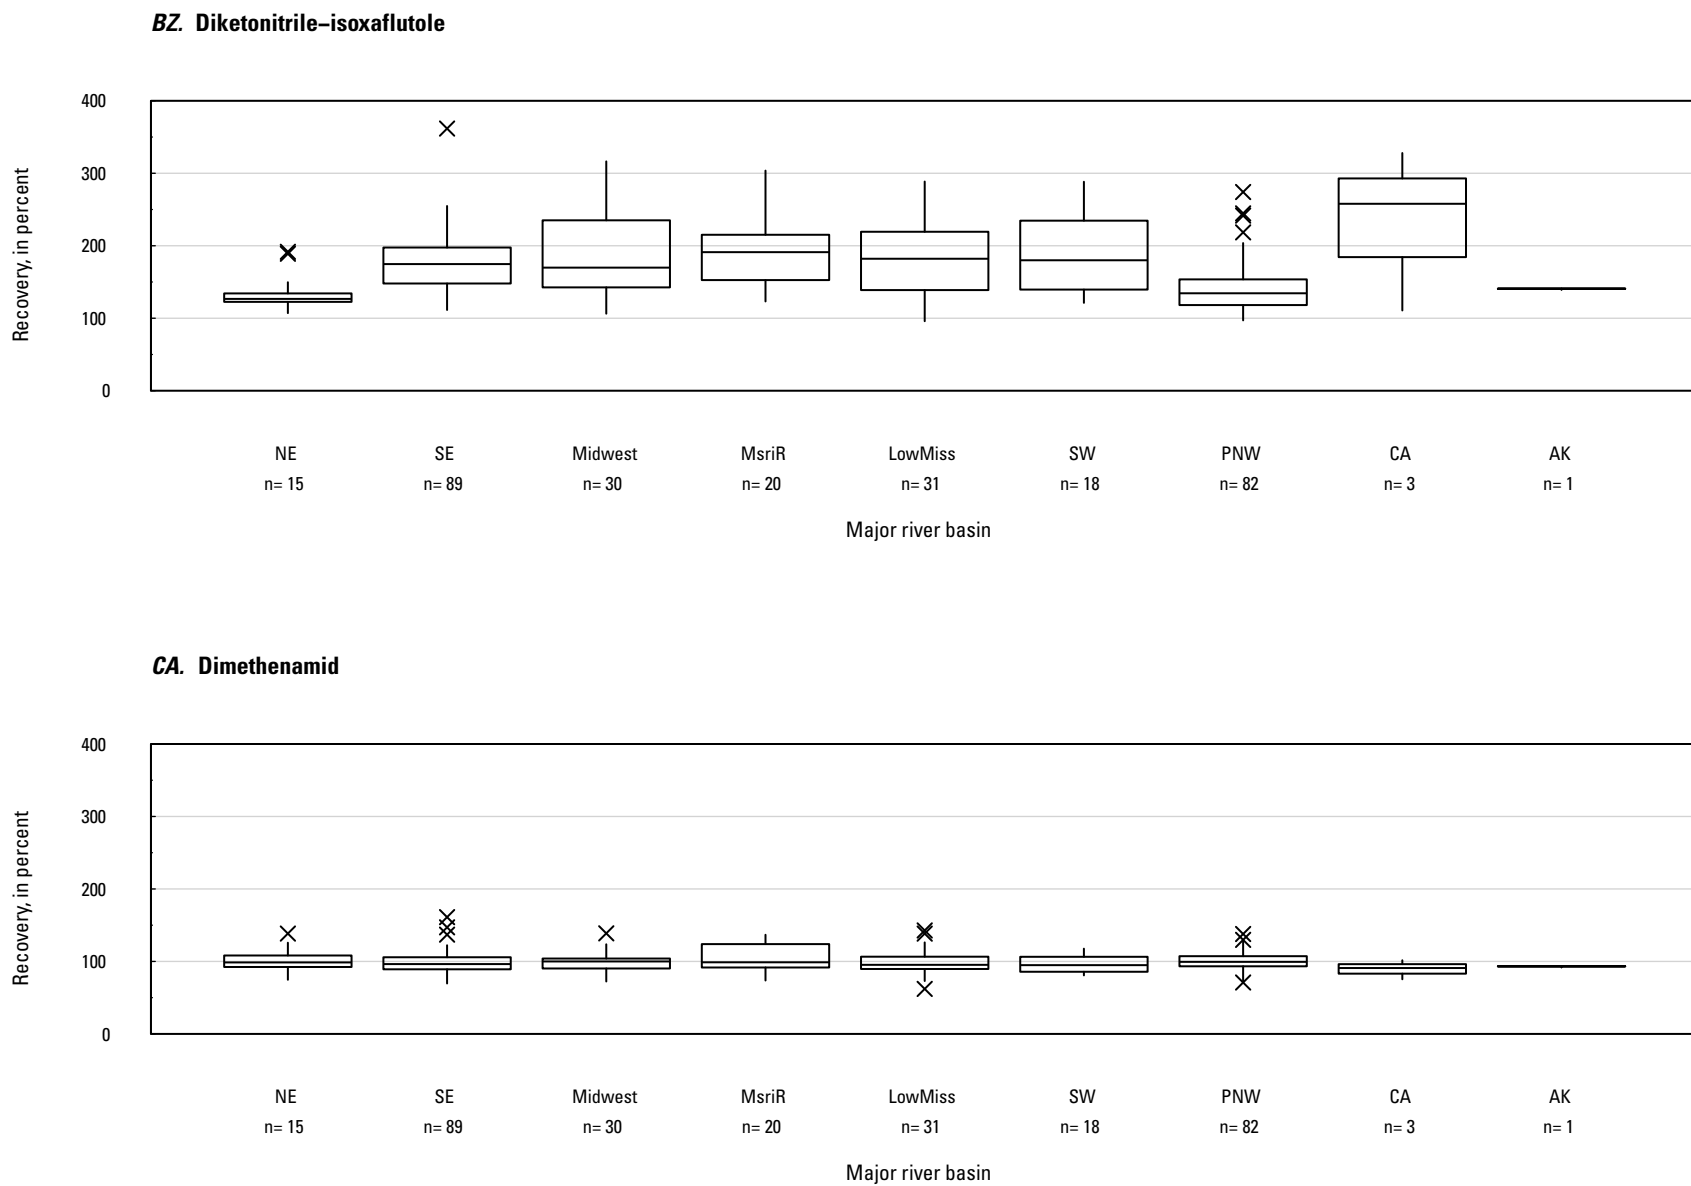 BZ. Diketonitrile–isoxaflutole
Recovery, in percent
400
300
200
100
0
NE SE Midwest MsriR LowMiss SW PNW CA AK
n= 15 n= 89 n= 30 n= 20 n= 31 n= 18 n= 82 n= 3 n= 1
Major river basin
CA. Dimethenamid
Recovery, in percent
400
300
200
100
0
NE SE Midwest MsriR LowMiss SW PNW CA AK
n= 15 n= 89 n= 30 n= 20 n= 31 n= 18 n= 82 n= 3 n= 1
Major river basin